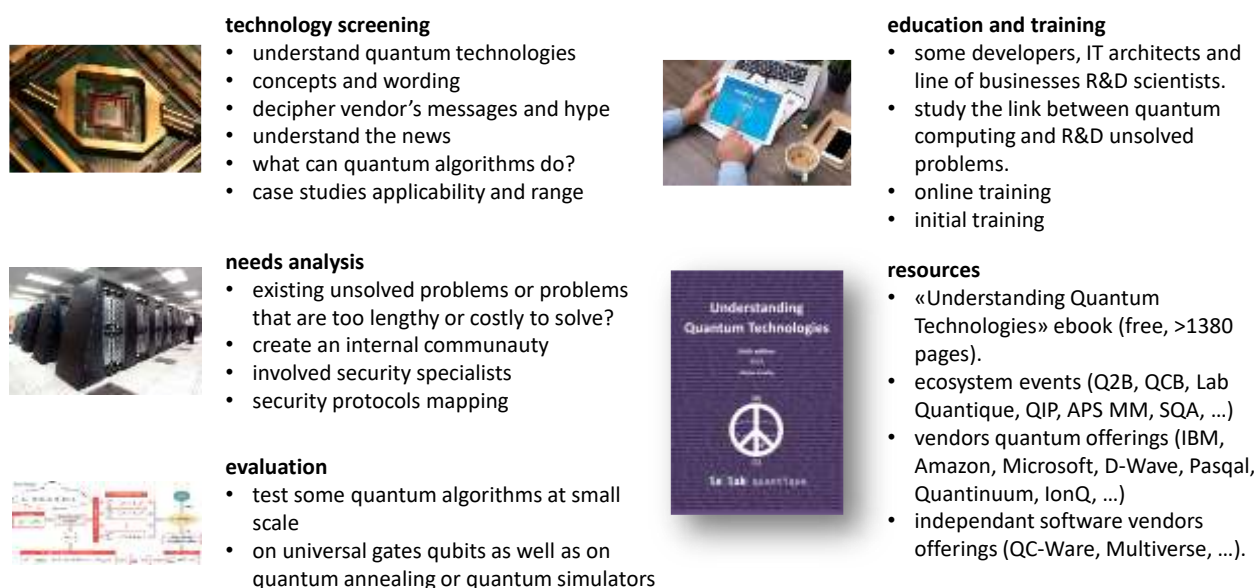 technology screening
• understand quantum technologies
• concepts and wording
• decipher vendor's messages and hype
• understand the news
• what can quantum algorithms do?
• case studies applicability and range
needs analysis
• existing unsolved problems or problems
that are too lengthy or costly to solve?
• create an internal communauty
• involved security specialists
• security protocols mapping
evaluation
• test some quantum algorithms at small
scale
• on universal gates qubits as well as on
quantum annealing or quantum simulators
education and training
• some developers, IT architects and
line of businesses R&D scientists.
• study the link between quantum
computing and R&D unsolved
problems.
• online training
• initial training
Understanding
Quantum Technologies
le lab quantique
resources
• «Understanding Quantum
Technologies» ebook (free, >1380
pages).
• ecosystem events (Q2B, QCB, Lab
Quantique, QIP, APS MM, SQA, …)
• vendors quantum offerings (IBM,
Amazon, Microsoft, D-Wave, Pasqal,
Quantinuum, IonQ, …)
• independant software vendors
offerings (QC-Ware, Multiverse, …).